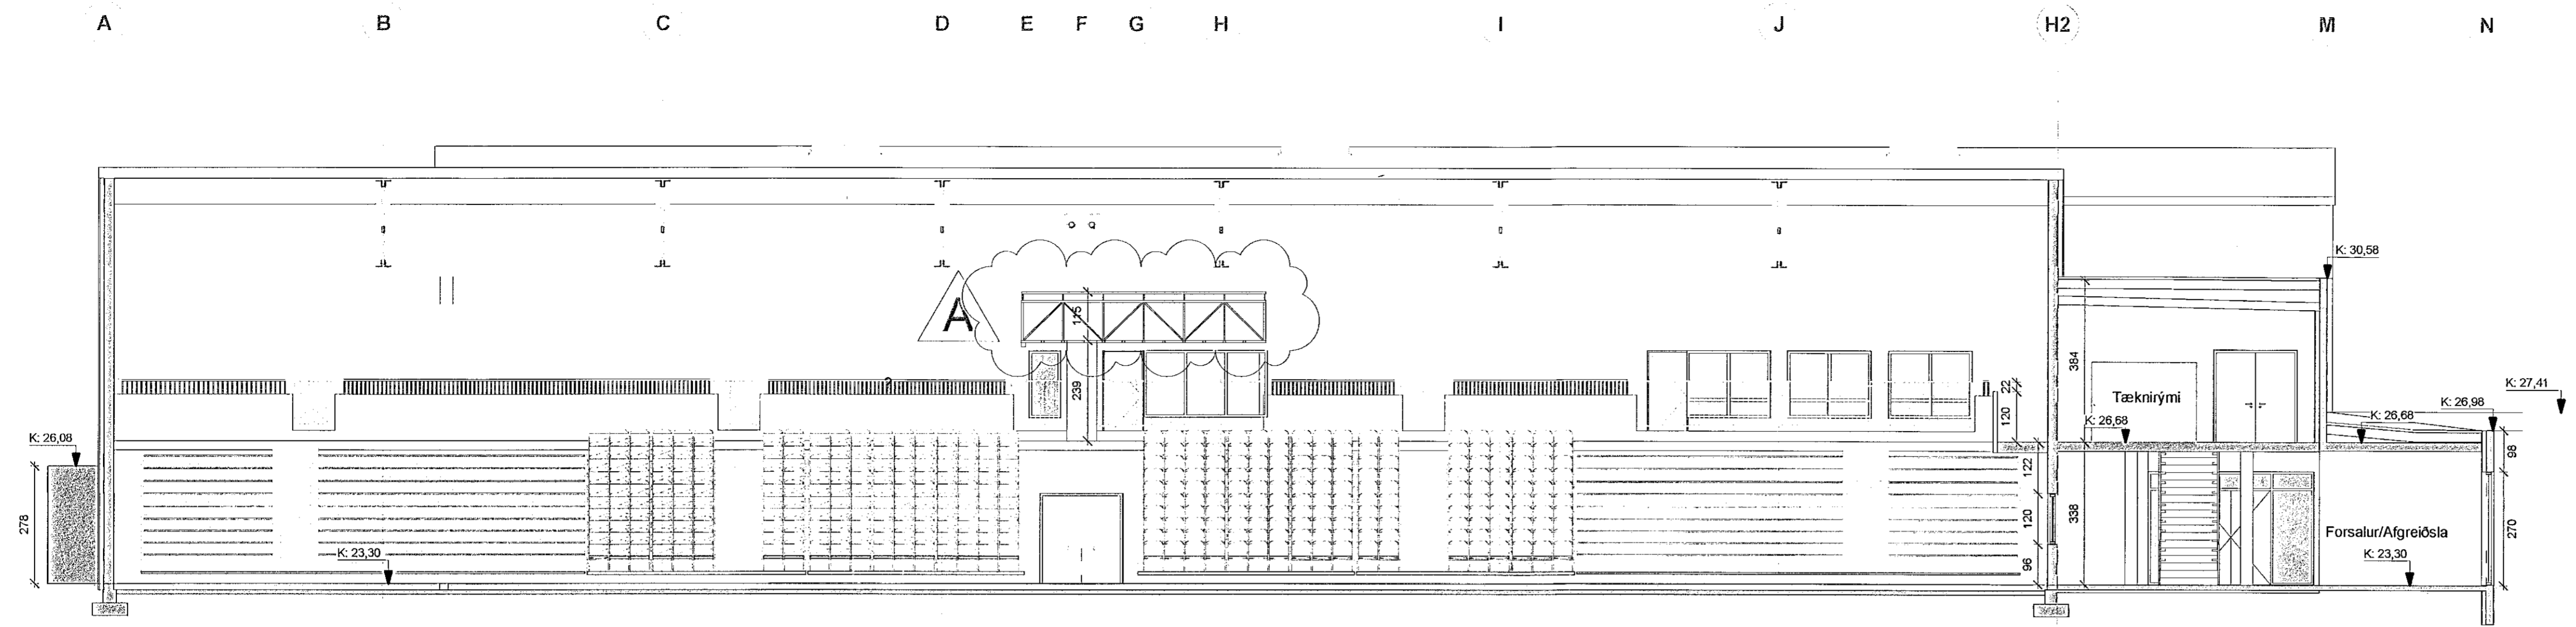 A B C D E F G H I J H2 M N
K: 30,58
A
115
239
384
22
120
Tæknirými
K: 26,68
K: 26,68
K: 26,98
K: 27,41
K: 26,08
278
K: 23,30
122
120
96
338
98
270
Forsalur/Afgreiðsla
K: 23,30